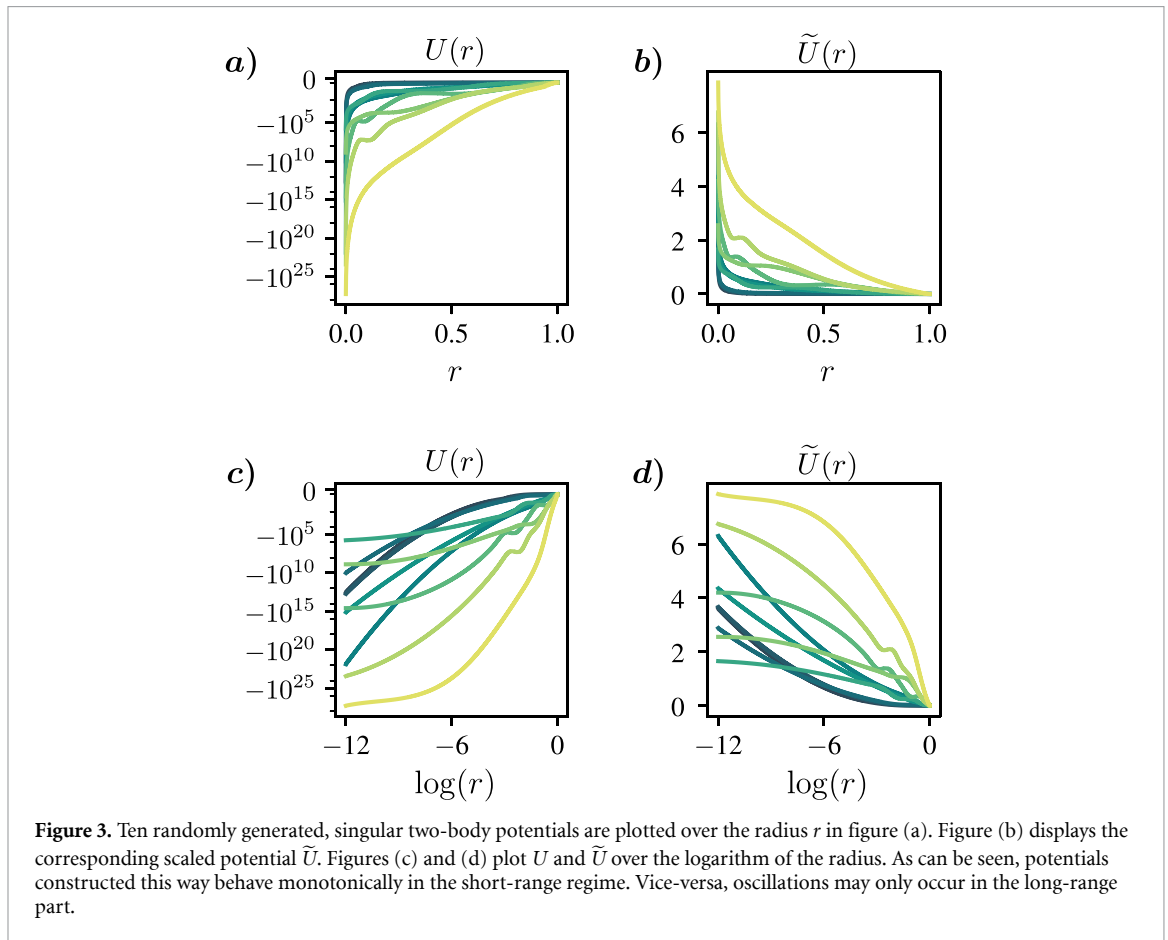 a)
U(r)
0
−10^5
−10^10
−10^15
−10^20
−10^25
0.0 0.5 1.0
r
b)
Ũ(r)
6
4
2
0
0.0 0.5 1.0
r
c)
U(r)
0
−10^5
−10^10
−10^15
−10^20
−10^25
−12 −6 0
log(r)
d)
Ũ(r)
6
4
2
0
−12 −6 0
log(r)
Figure 3. Ten randomly generated, singular two-body potentials are plotted over the radius r in figure (a). Figure (b) displays the
corresponding scaled potential Ũ. Figures (c) and (d) plot U and Ũ over the logarithm of the radius. As can be seen, potentials
constructed this way behave monotonically in the short-range regime. Vice-versa, oscillations may only occur in the long-range
part.